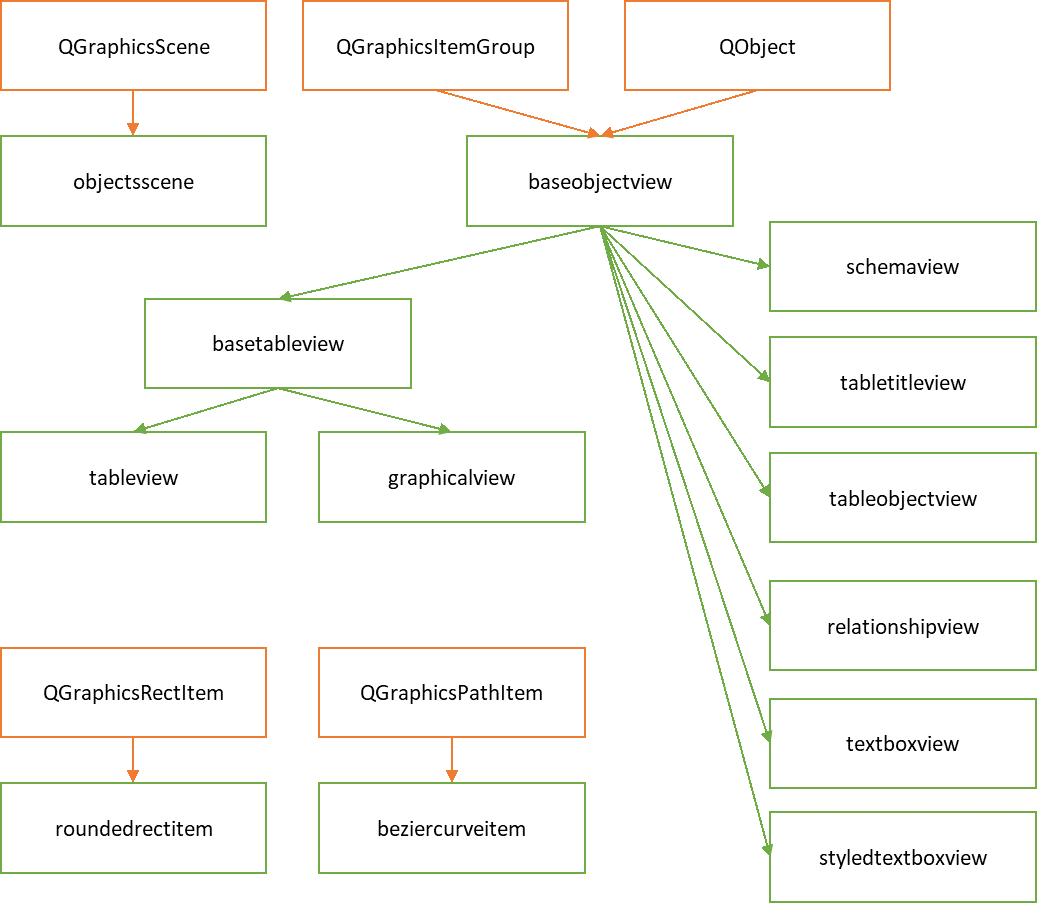 QGraphicsScene
QGraphicsItemGroup
QObject
objectsscene
baseobjectview
schemaview
basetableview
tabletitleview
tableview
graphicalview
tableobjectview
relationshipview
QGraphicsRectItem
QGraphicsPathItem
textboxview
roundedrectitem
beziercurveitem
styledtextboxview